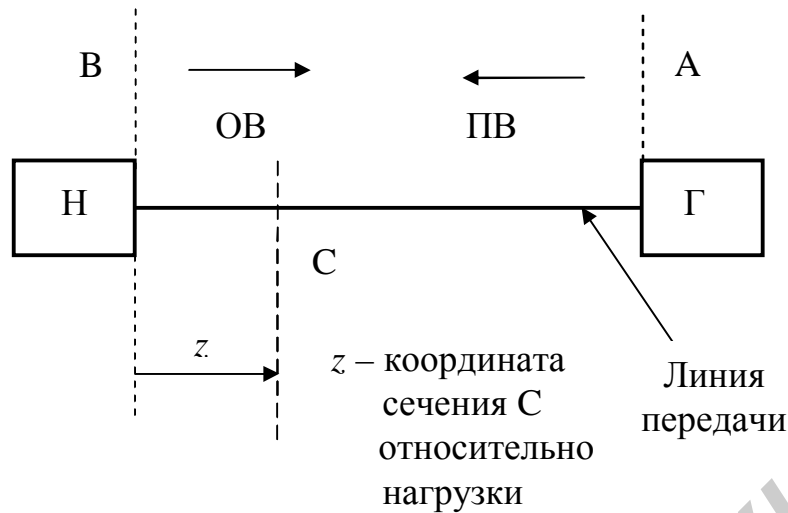 В
А
ОВ
ПВ
Н
Г
С
z
z – координата
сечения С
относительно
нагрузки
Линия
передачи